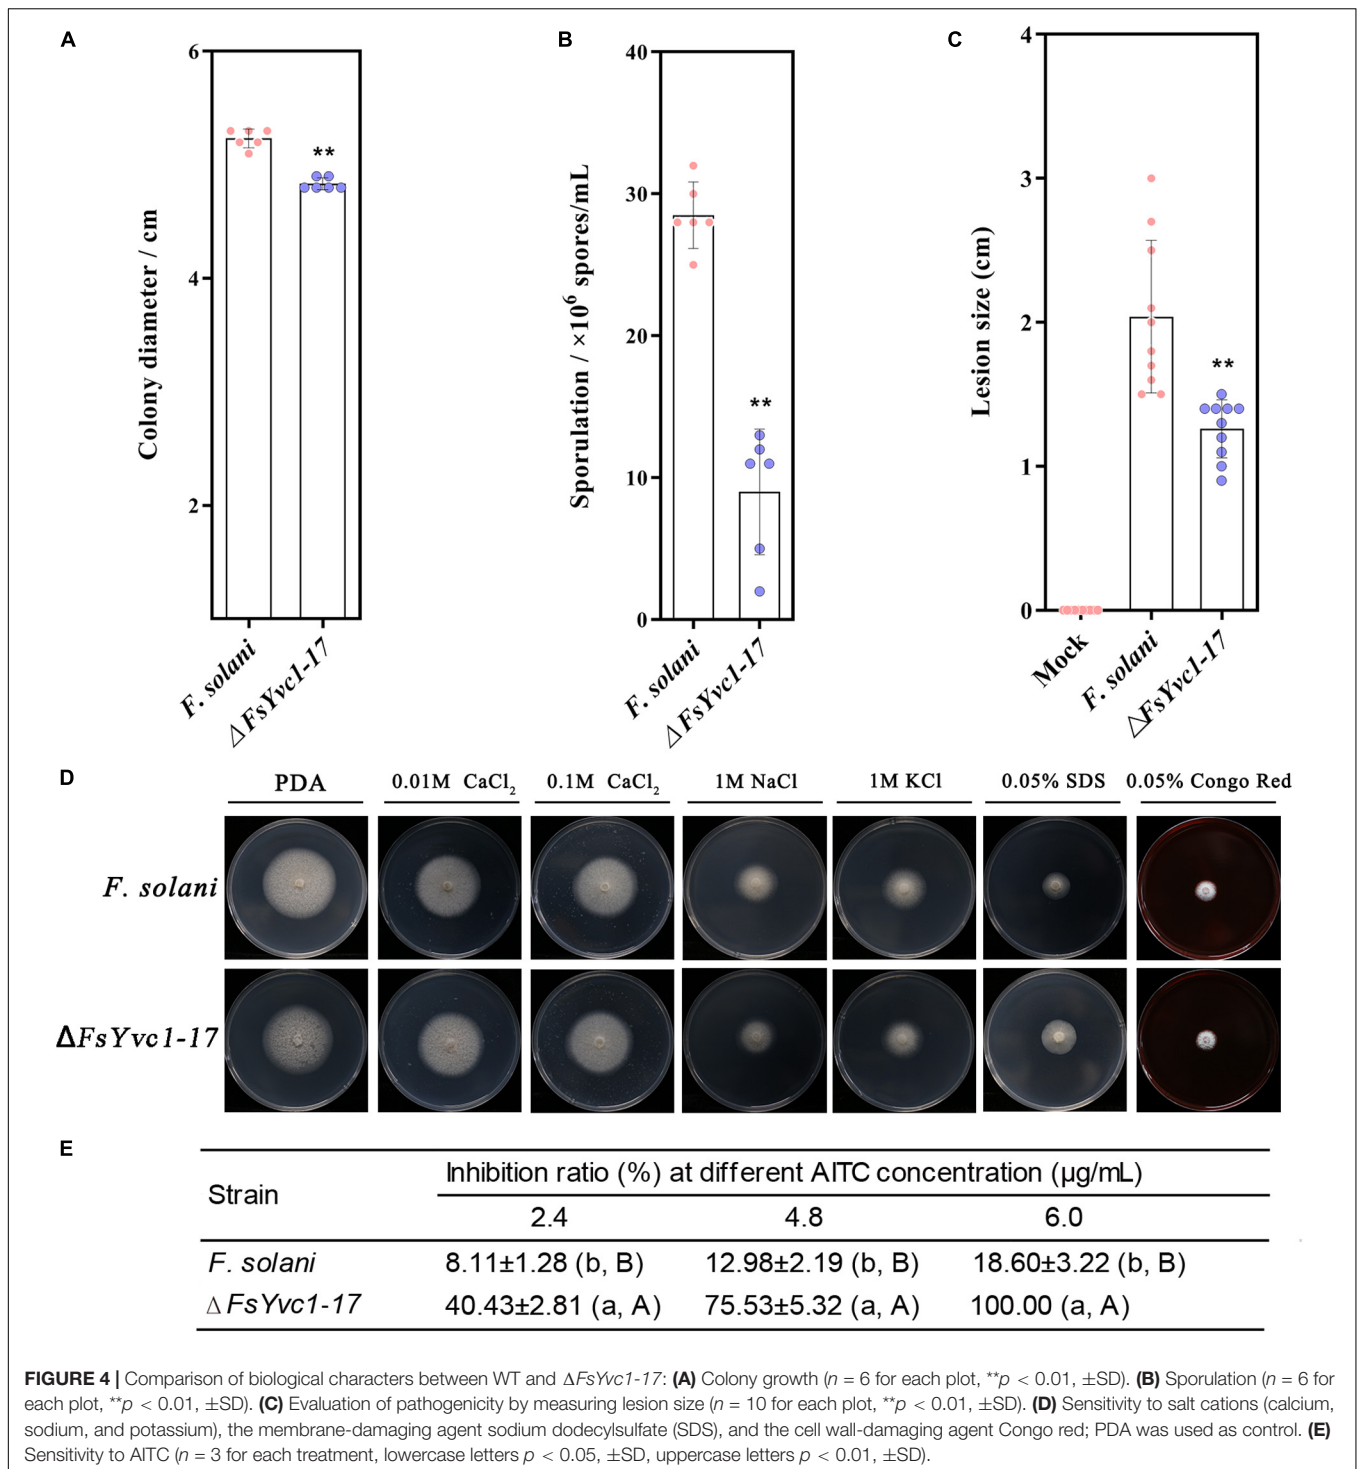 A
B
C
6
4
2
Colony diameter / cm
**
F. solani
ΔFsYvc1-17
40
30
20
10
0
Sporulation / ×10⁶ spores/mL
**
F. solani
ΔFsYvc1-17
4
3
2
1
0
Lesion size (cm)
**
Mock
F. solani
△FsYvc1-17
D
PDA
0.01M CaCl₂
0.1M CaCl₂
1M NaCl
1M KCl
0.05% SDS
0.05% Congo Red
F. solani
ΔFsYvc1-17
E
Strain
Inhibition ratio (%) at different AITC concentration (µg/mL)
2.4 4.8 6.0
F. solani 8.11±1.28 (b, B) 12.98±2.19 (b, B) 18.60±3.22 (b, B)
△FsYvc1-17 40.43±2.81 (a, A) 75.53±5.32 (a, A) 100.00 (a, A)
FIGURE 4 | Comparison of biological characters between WT and ΔFsYvc1-17: (A) Colony growth (n = 6 for each plot, **p < 0.01, ±SD). (B) Sporulation (n = 6 for
each plot, **p < 0.01, ±SD). (C) Evaluation of pathogenicity by measuring lesion size (n = 10 for each plot, **p < 0.01, ±SD). (D) Sensitivity to salt cations (calcium,
sodium, and potassium), the membrane-damaging agent sodium dodecylsulfate (SDS), and the cell wall-damaging agent Congo red; PDA was used as control. (E)
Sensitivity to AITC (n = 3 for each treatment, lowercase letters p < 0.05, ±SD, uppercase letters p < 0.01, ±SD).